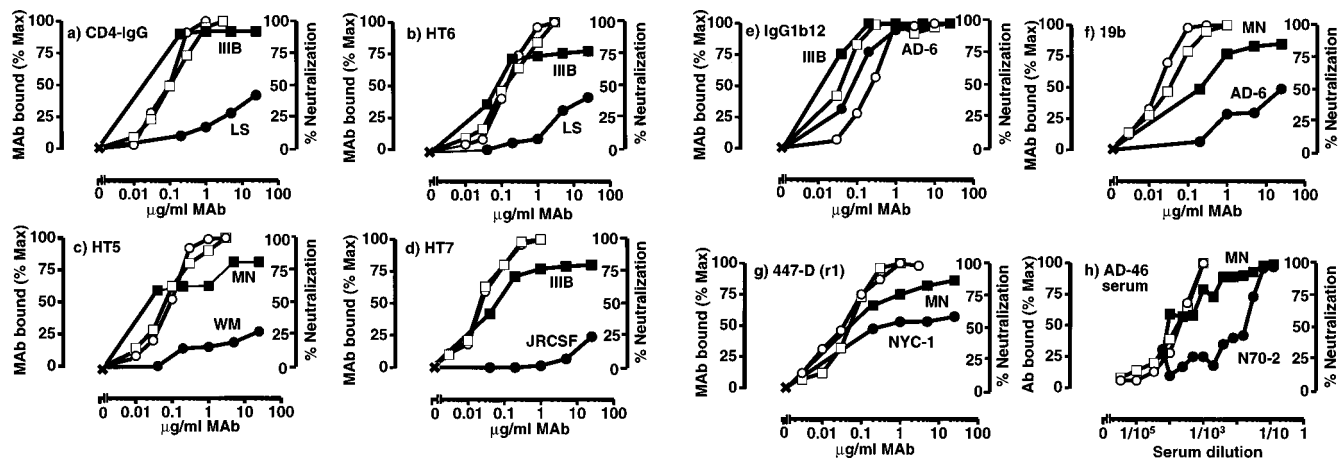 a) CD4-IgG
MAb bound (% Max)
100
75
50
25
0
IIIB
LS
100
75
50
25
0
% Neutralization
0 0.01 0.1 1 10 100
µg/ml MAb
b) HT6
MAb bound (% Max)
100
75
50
25
0
IIIB
LS
100
75
50
25
0
% Neutralization
0 0.01 0.1 1 10 100
µg/ml MAb
e) IgG1b12
MAb bound (% Max)
100
75
50
25
0
IIIB
AD-6
100
75
50
25
0
% Neutralization
0 0.01 0.1 1 10 100
µg/ml MAb
f) 19b
MAb bound (% Max)
100
75
50
25
0
MN
AD-6
100
75
50
25
0
% Neutralization
0 0.01 0.1 1 10 100
µg/ml MAb
c) HT5
MAb bound (% Max)
100
75
50
25
0
MN
WM
100
75
50
25
0
% Neutralization
0 0.01 0.1 1 10 100
µg/ml MAb
d) HT7
MAb bound (% Max)
100
75
50
25
0
IIIB
JRCSF
100
75
50
25
0
% Neutralization
0 0.01 0.1 1 10 100
µg/ml MAb
g) 447-D (r1)
MAb bound (% Max)
100
75
50
25
0
MN
NYC-1
100
75
50
25
0
% Neutralization
0 0.01 0.1 1 10 100
µg/ml MAb
h) AD-46
serum
Ab bound (% Max)
100
75
50
25
0
MN
N70-2
100
75
50
25
0
% Neutralization
0 1/10⁵ 1/10³ 1/10 1
Serum dilution